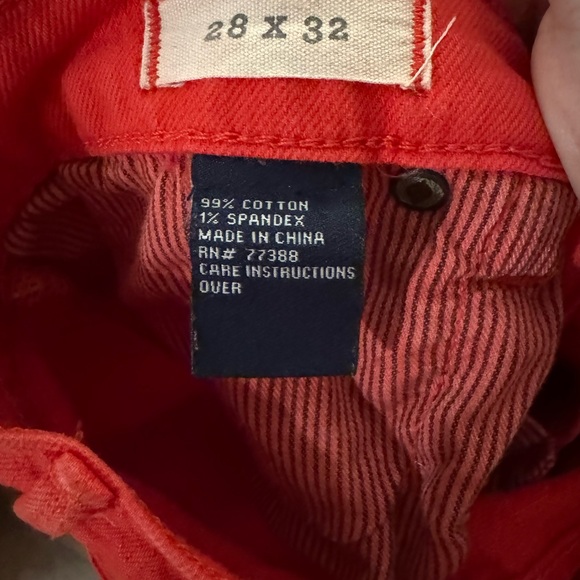 28 X 32
99% COTTON
1% SPANDEX
MADE IN CHINA
RN# 77388
CARE INSTRUCTIONS
OVER